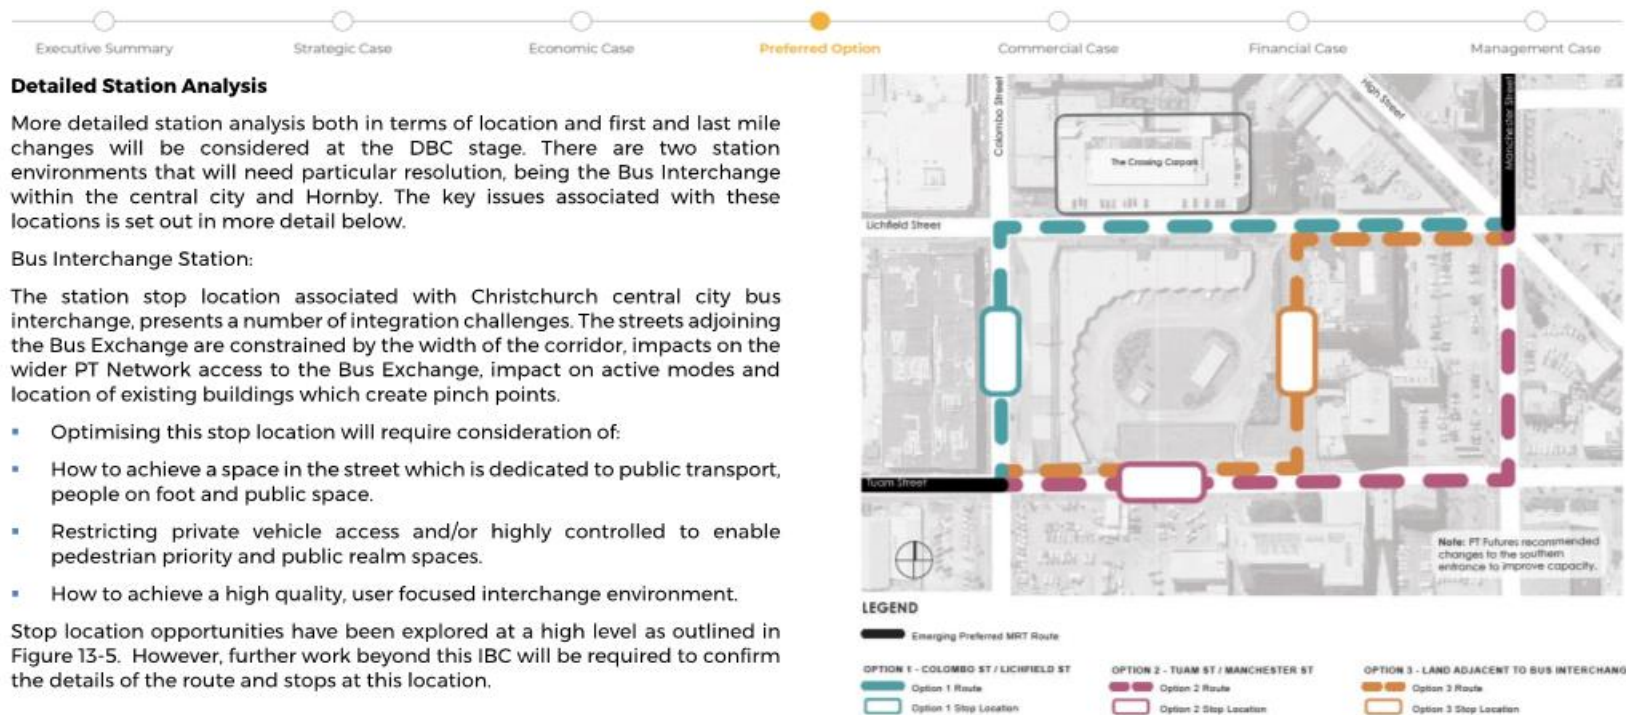 Executive Summary
Strategic Case
Economic Case
Preferred Option
Commercial Case
Financial Case
Management Case
Detailed Station Analysis
More detailed station analysis both in terms of location and first and last mile
changes will be considered at the DBC stage. There are two station
environments that will need particular resolution, being the Bus Interchange
within the central city and Hornby. The key issues associated with these
locations is set out in more detail below.
Bus Interchange Station:
The station stop location associated with Christchurch central city bus
interchange, presents a number of integration challenges. The streets adjoining
the Bus Exchange are constrained by the width of the corridor, impacts on the
wider PT Network access to the Bus Exchange, impact on active modes and
location of existing buildings which create pinch points.
▪ Optimising this stop location will require consideration of:
▪ How to achieve a space in the street which is dedicated to public transport,
people on foot and public space.
▪ Restricting private vehicle access and/or highly controlled to enable
pedestrian priority and public realm spaces.
▪ How to achieve a high quality, user focused interchange environment.
Stop location opportunities have been explored at a high level as outlined in
Figure 13-5. However, further work beyond this IBC will be required to confirm
the details of the route and stops at this location.
Colombo Street
High Street
Manchester Street
The Crossing Carpark
Lichfield Street
Tuam Street
Note: PT Futures recommended
changes to the southern
entrance to improve capacity.
LEGEND
Emerging Preferred MRT Route
OPTION 1 - COLOMBO ST / LICHFIELD ST
Option 1 Route
Option 1 Stop Location
OPTION 2 - TUAM ST / MANCHESTER ST
Option 2 Route
Option 2 Stop Location
OPTION 3 - LAND ADJACENT TO BUS INTERCHANG
Option 3 Route
Option 3 Stop Location